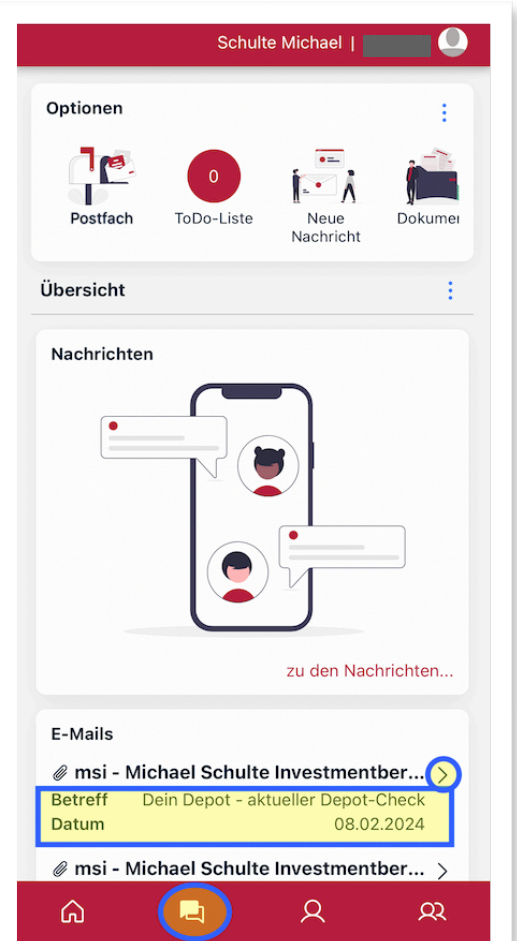 Schulte Michael |
Optionen
Postfach
0
ToDo-Liste
Neue
Nachricht
Dokumer
Übersicht
Nachrichten
zu den Nachrichten...
E-Mails
msi - Michael Schulte Investmentber...
Betreff Dein Depot - aktueller Depot-Check
Datum 08.02.2024
msi - Michael Schulte Investmentber...